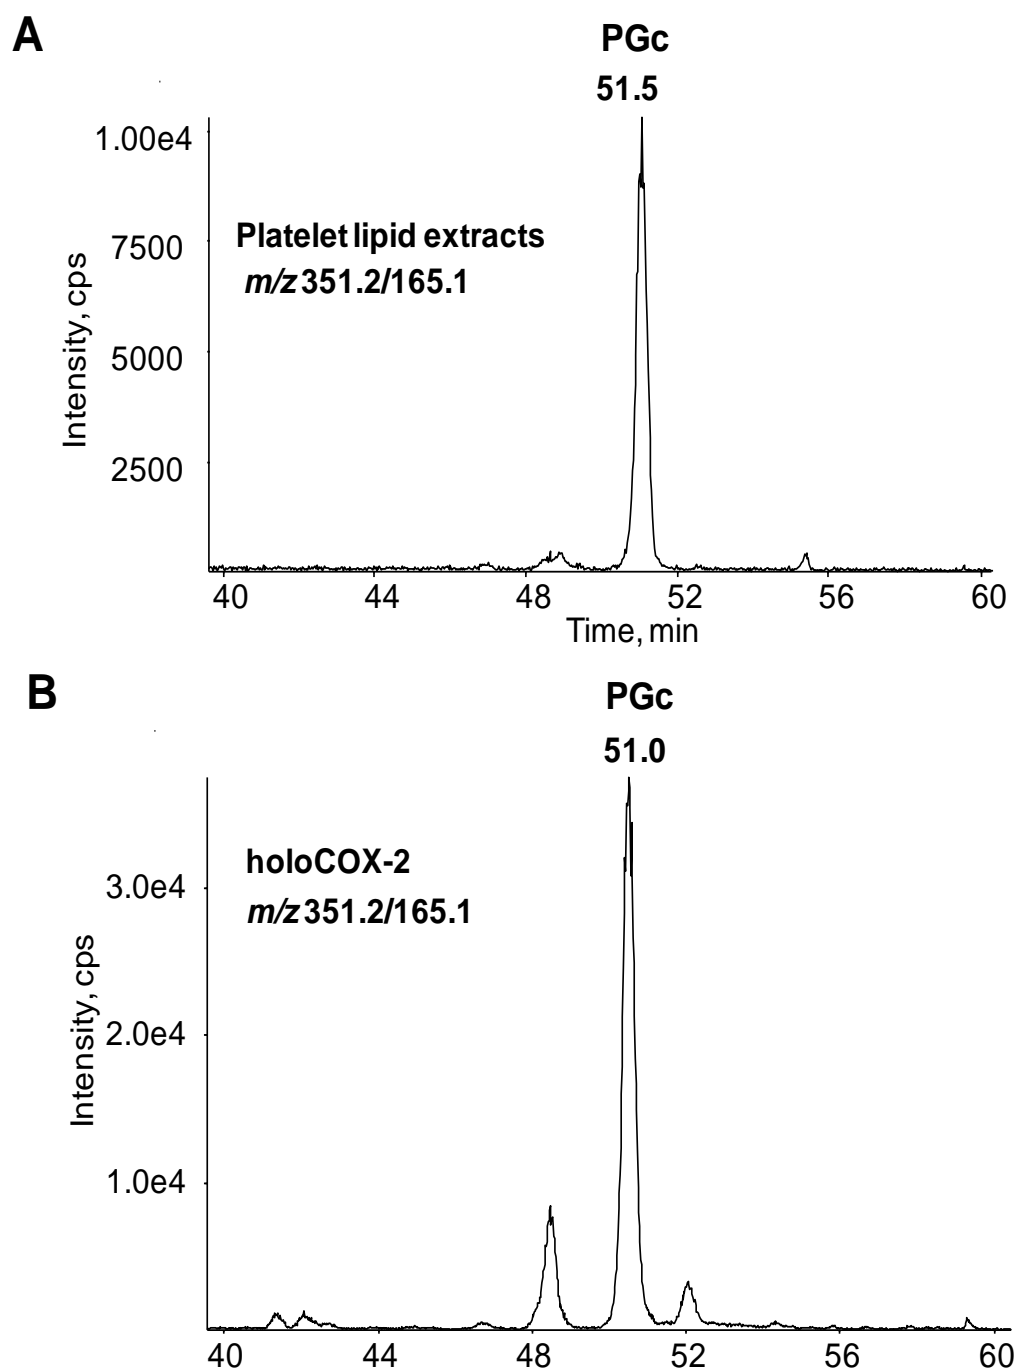 A
PGc
51.5
1.00e4
7500
5000
2500
Intensity, cps
Platelet lipid extracts
m/z 351.2/165.1
40 44 48 52 56 60
Time, min
B
PGc
51.0
3.0e4
2.0e4
1.0e4
Intensity, cps
holoCOX-2
m/z 351.2/165.1
40 44 48 52 56 60